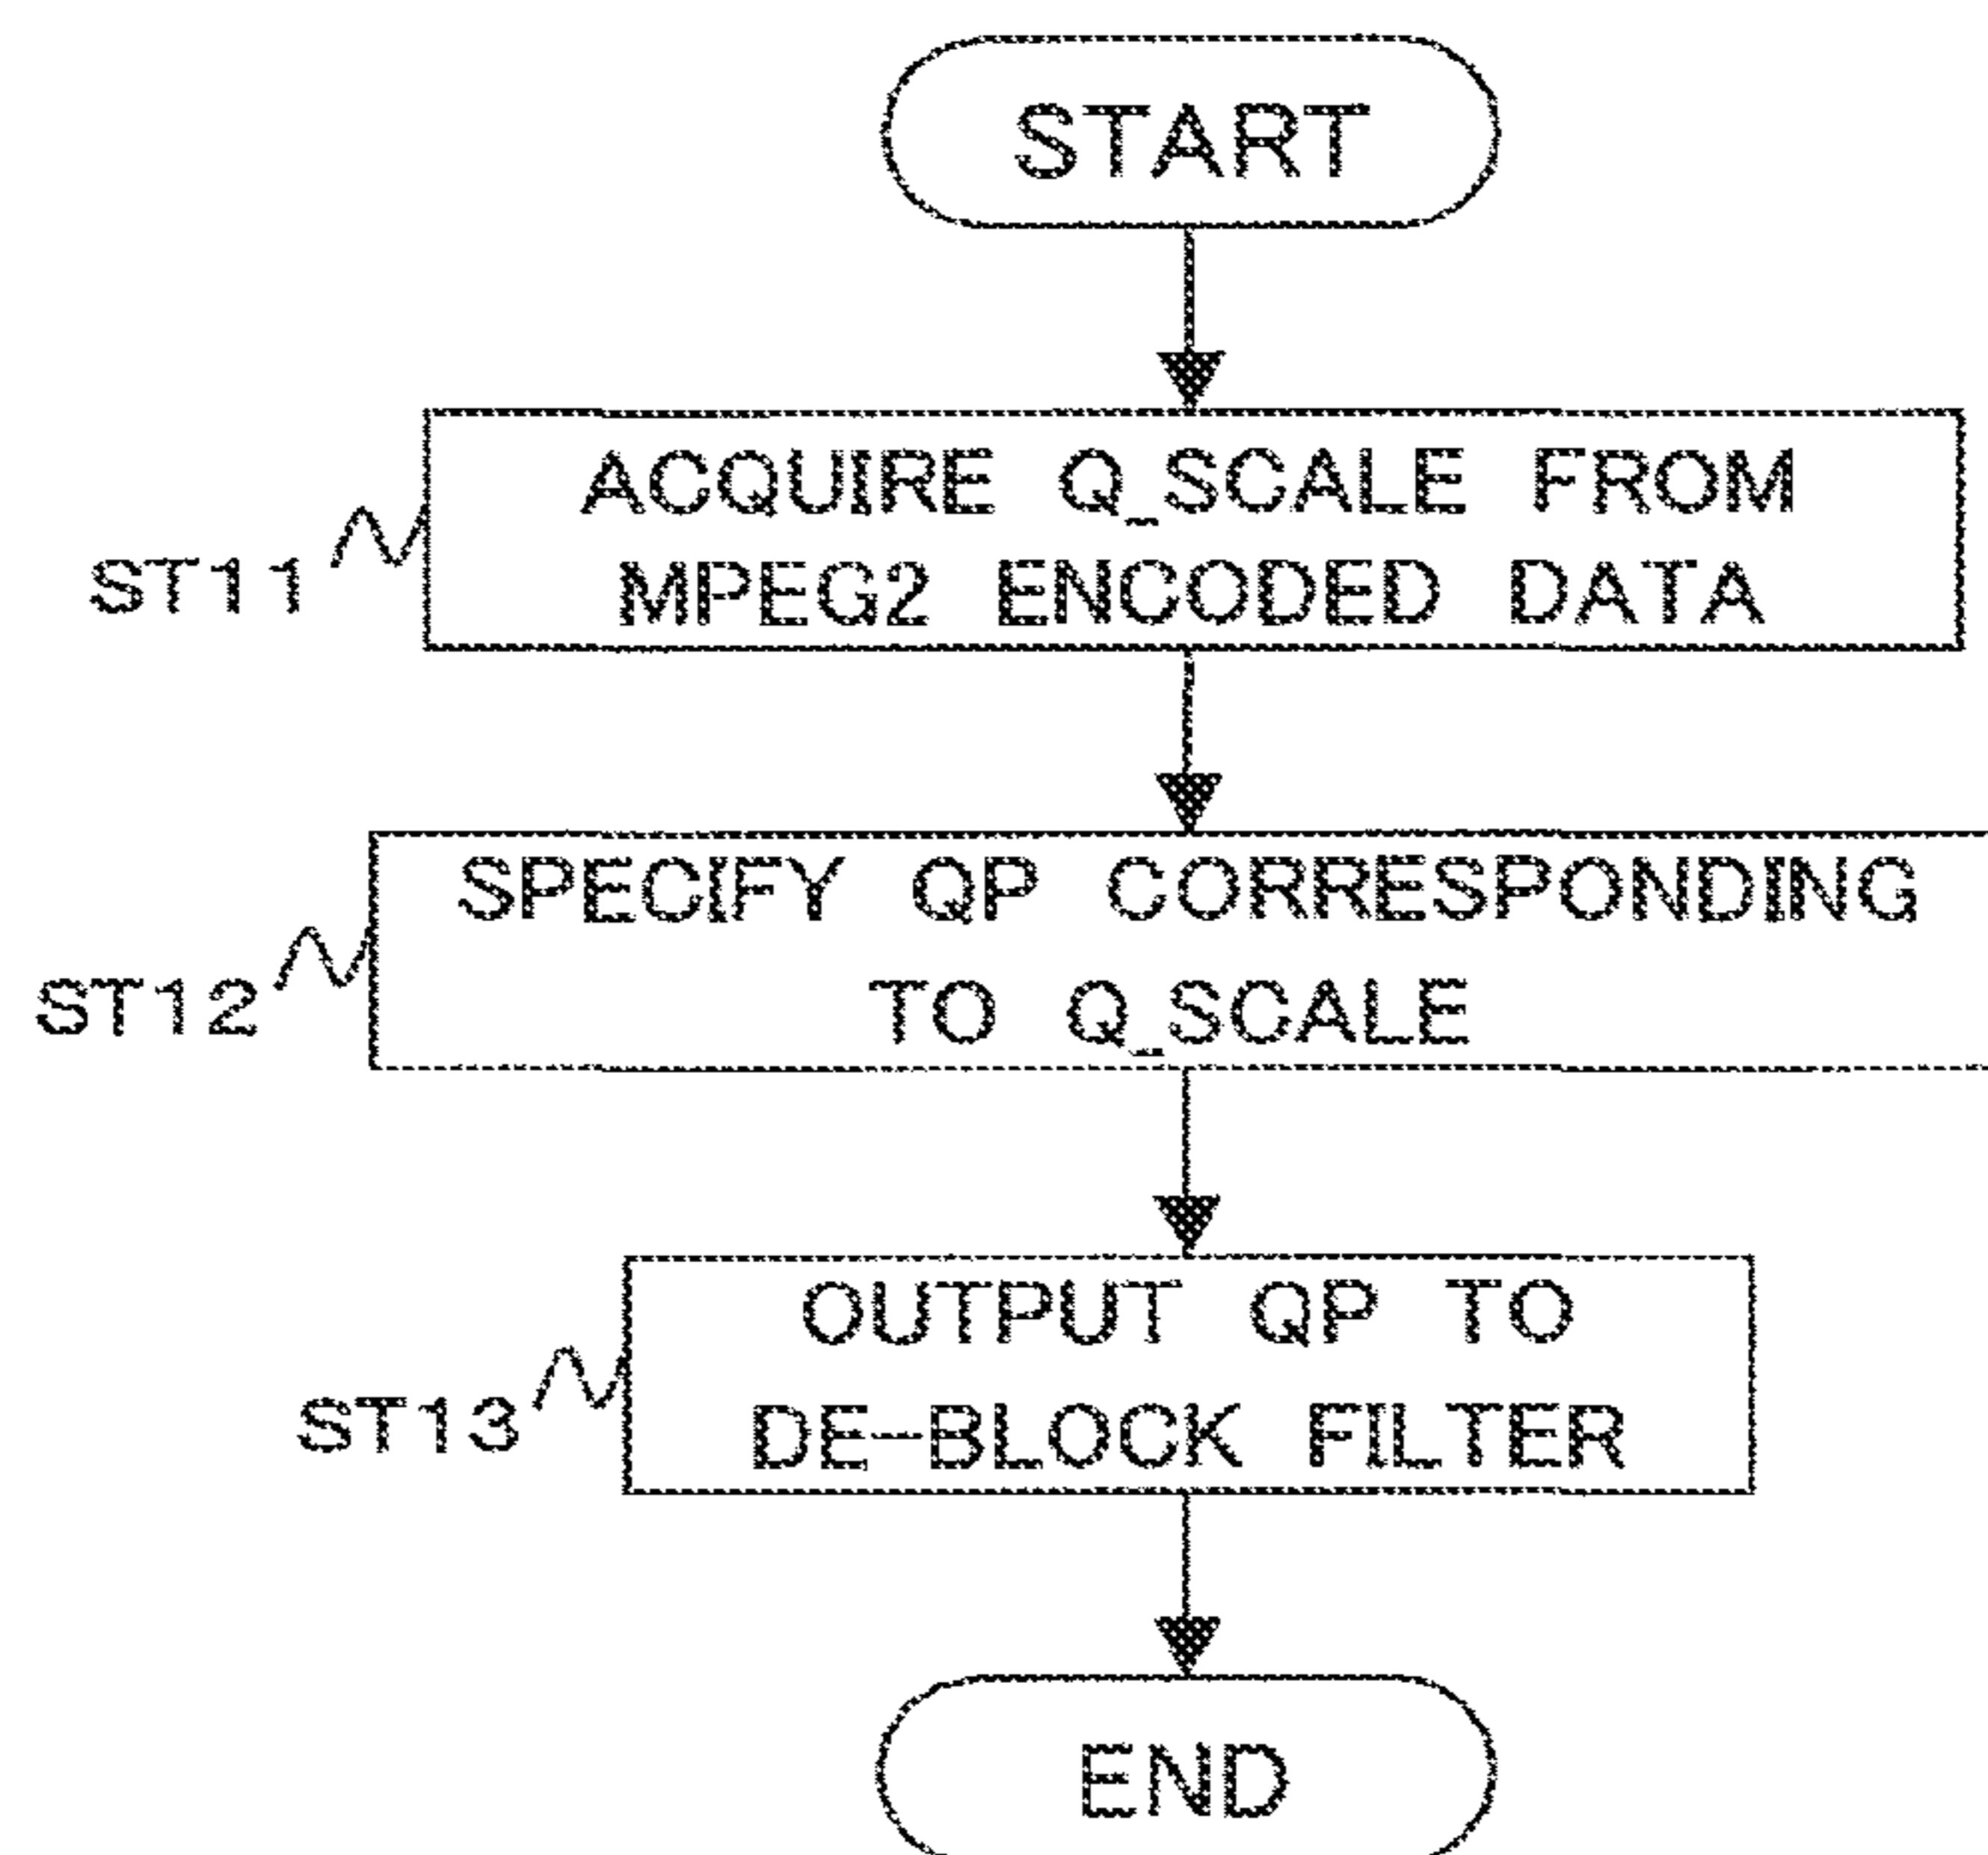 START
ACQUIRE Q_SCALE FROM
MPEG2 ENCODED DATA
ST11
SPECIFY QP CORRESPONDING
TO Q_SCALE
ST12
OUTPUT QP TO
DE-BLOCK FILTER
ST13
END